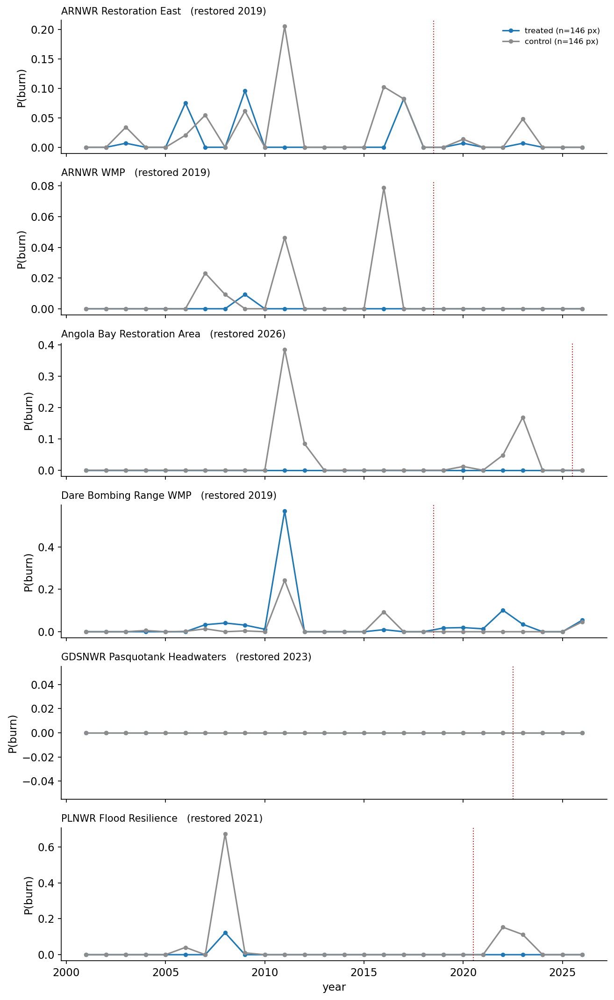 ARNWR Restoration East (restored 2019)
0.20
0.15
0.10
0.05
0.00
P(burn)
treated (n=146 px)
control (n=146 px)
ARNWR WMP (restored 2019)
0.08
0.06
0.04
0.02
0.00
P(burn)
Angola Bay Restoration Area (restored 2026)
0.4
0.3
0.2
0.1
0.0
P(burn)
Dare Bombing Range WMP (restored 2019)
0.4
0.2
0.0
P(burn)
GDSNWR Pasquotank Headwaters (restored 2023)
0.04
0.02
0.00
−0.02
−0.04
P(burn)
PLNWR Flood Resilience (restored 2021)
0.6
0.4
0.2
0.0
P(burn)
2000 2005 2010 2015 2020 2025
year